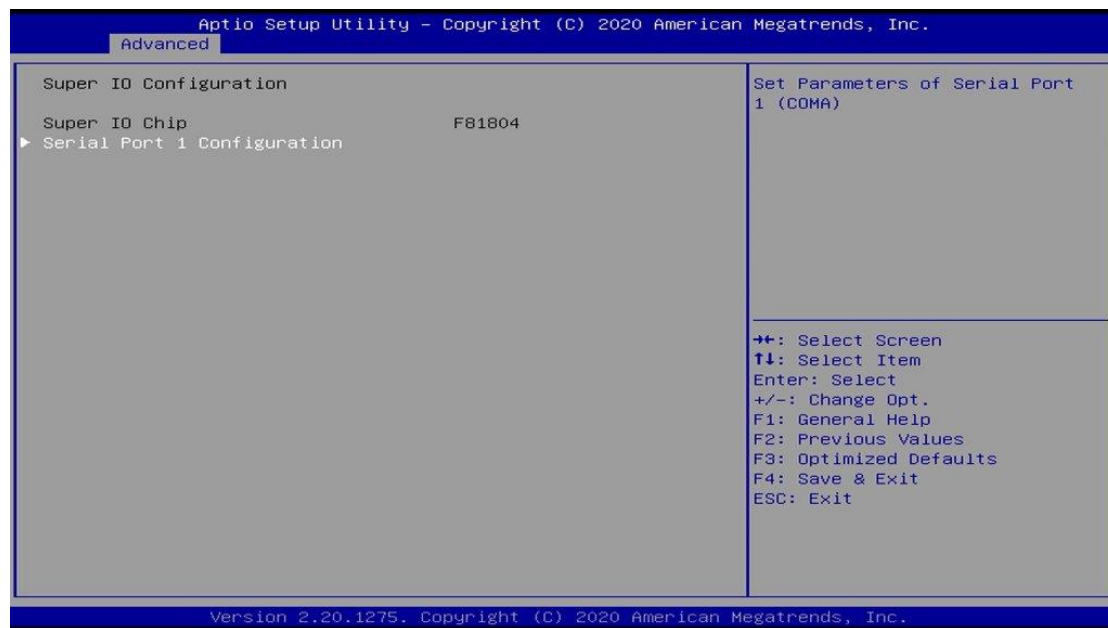 Aptio Setup Utility – Copyright (C) 2020 American Megatrends, Inc.
Advanced
Super IO Configuration
Super IO Chip F81804
▶ Serial Port 1 Configuration
Set Parameters of Serial Port
1 (COMA)
→←: Select Screen
↑↓: Select Item
Enter: Select
+/-: Change Opt.
F1: General Help
F2: Previous Values
F3: Optimized Defaults
F4: Save & Exit
ESC: Exit
Version 2.20.1275. Copyright (C) 2020 American Megatrends, Inc.